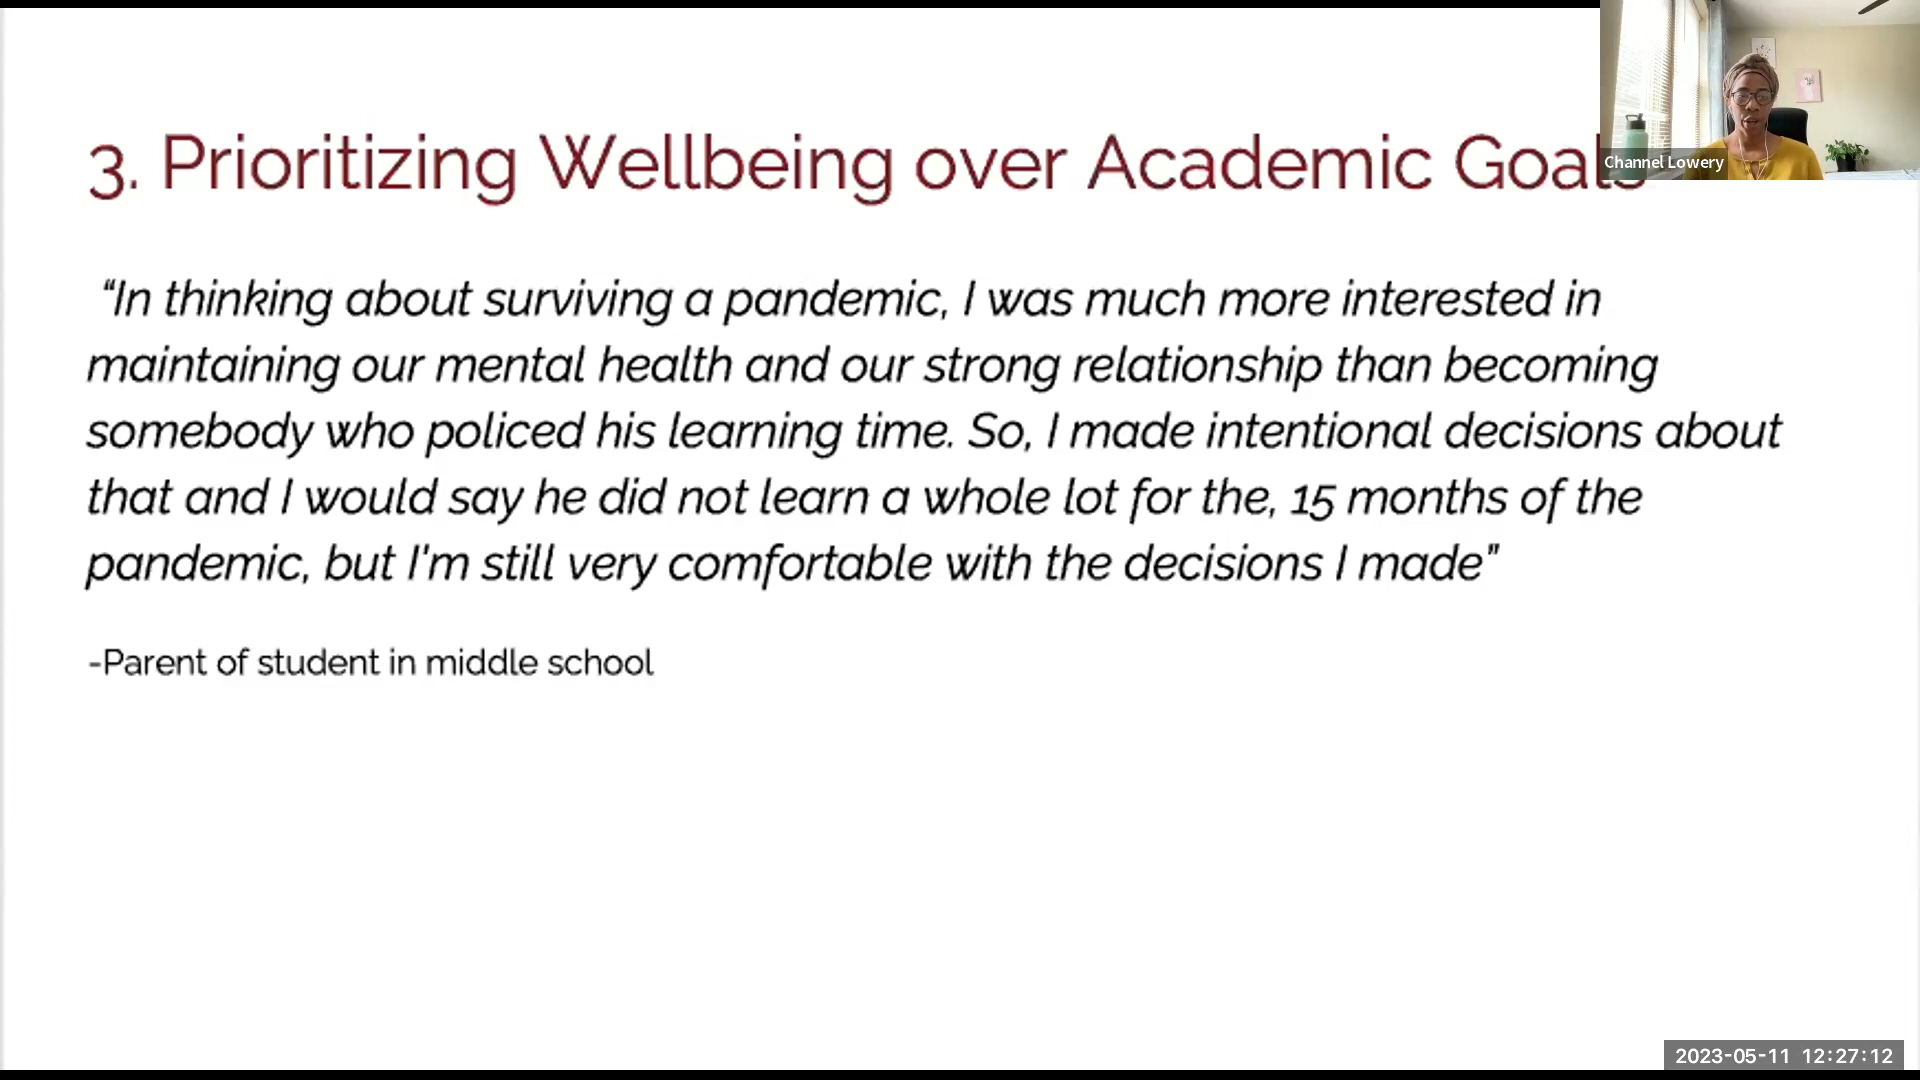 3. Prioritizing Wellbeing over Academic Goals
Channel Lowery
“In thinking about surviving a pandemic, I was much more interested in
maintaining our mental health and our strong relationship than becoming
somebody who policed his learning time. So, I made intentional decisions about
that and I would say he did not learn a whole lot for the, 15 months of the
pandemic, but I'm still very comfortable with the decisions I made”
-Parent of student in middle school
2023-05-11 12:27:12